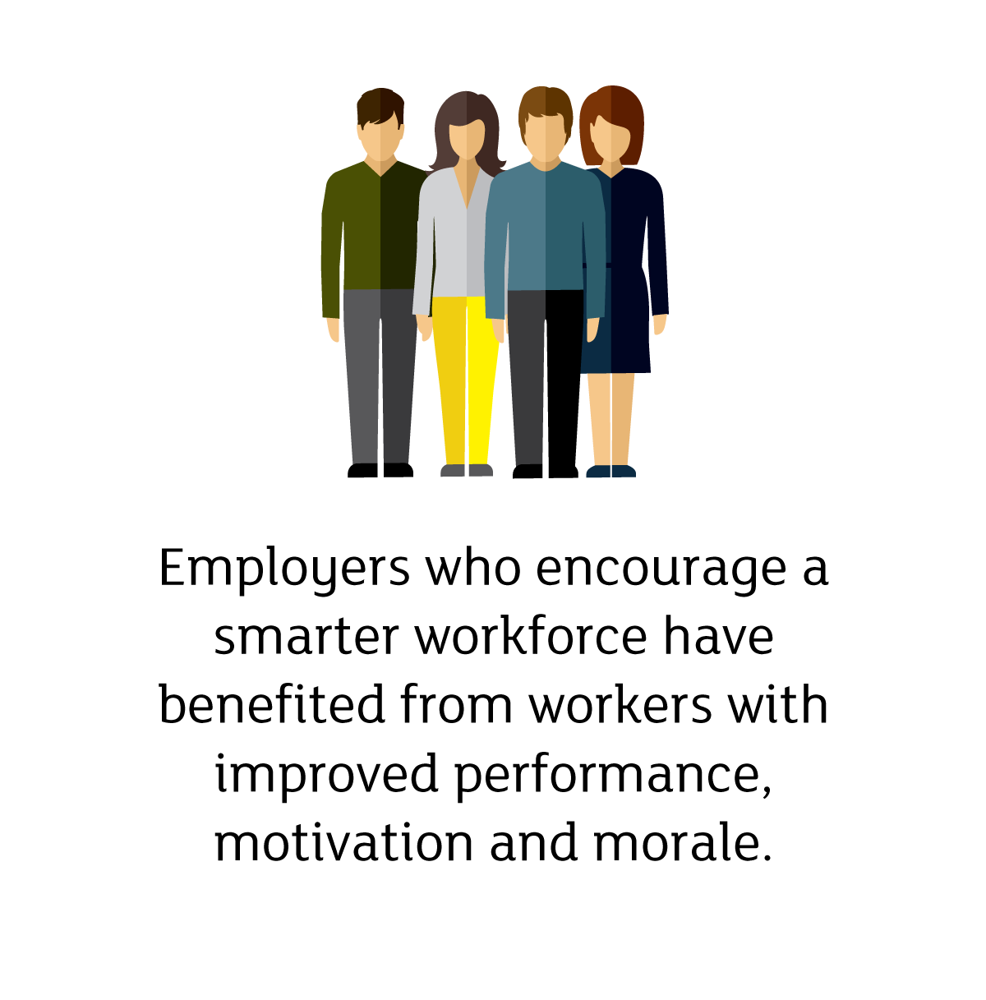 Employers who encourage a
smarter workforce have
benefited from workers with
improved performance,
motivation and morale.